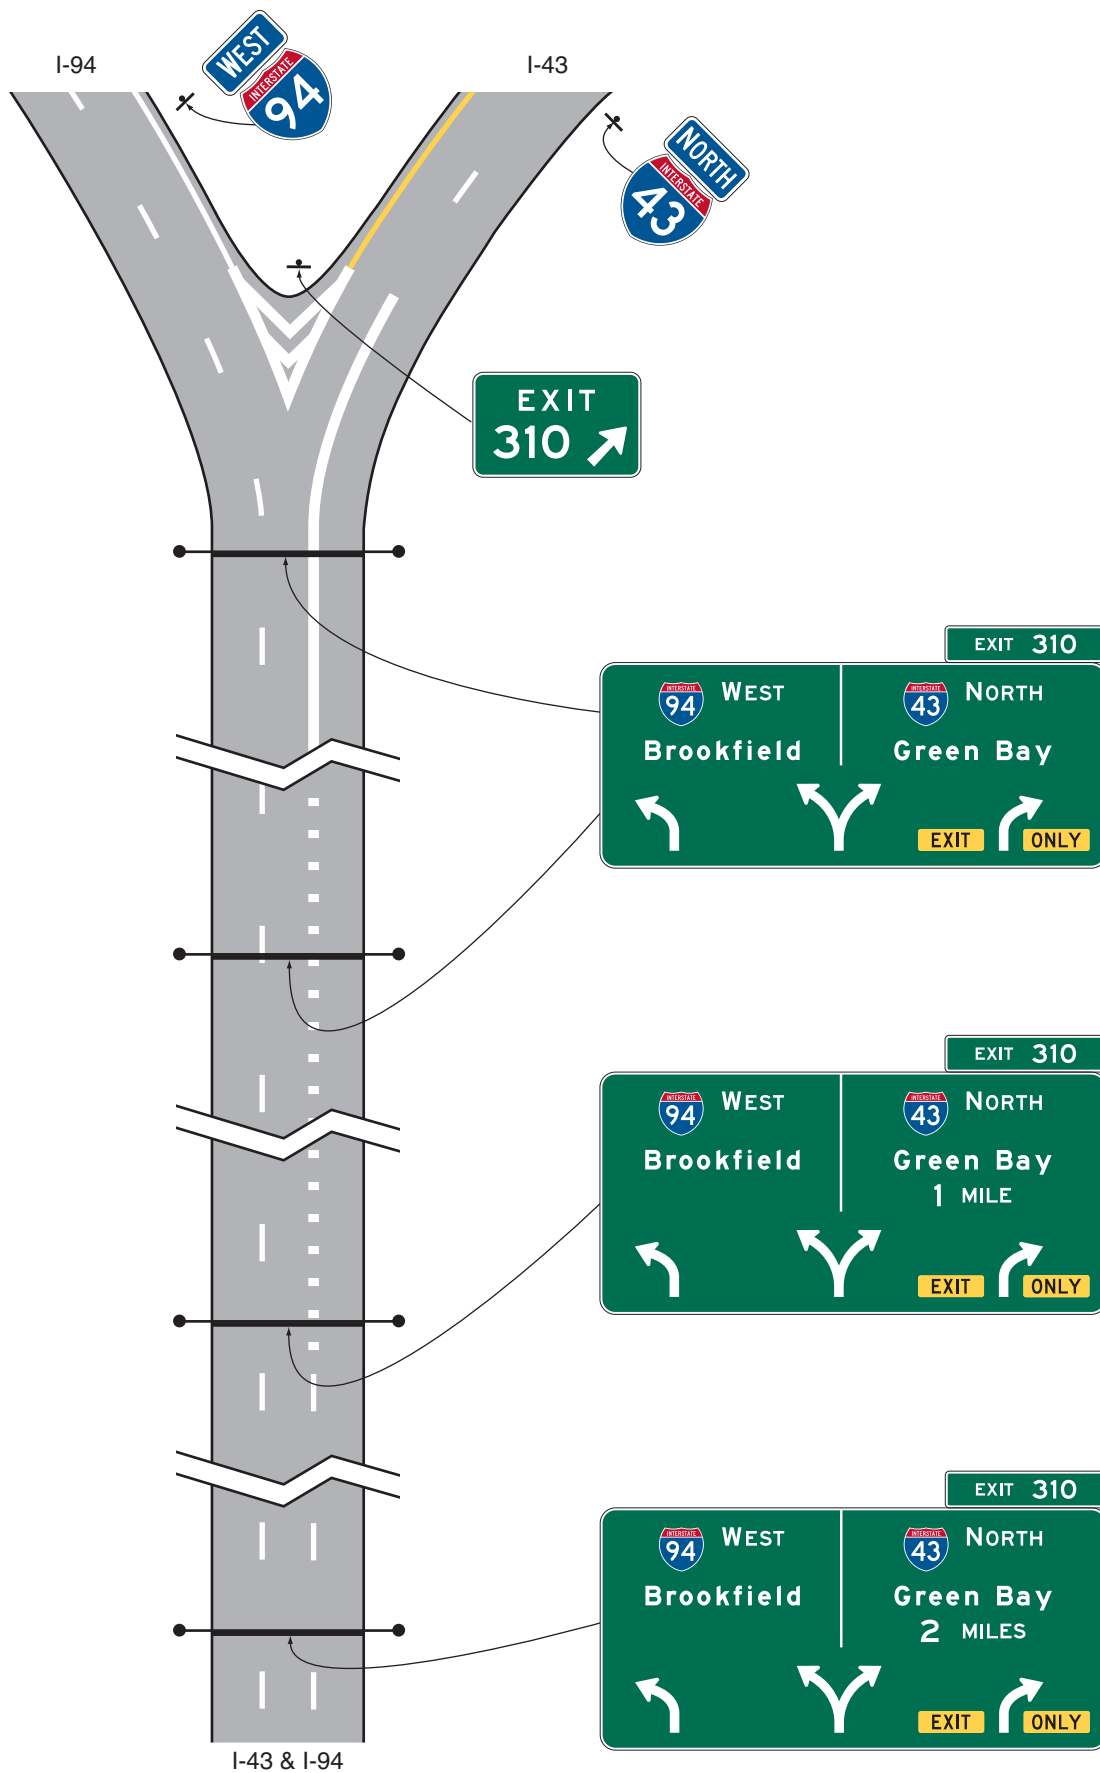 I-94
WEST
INTERSTATE
94
I-43
NORTH
INTERSTATE
43
EXIT
310
EXIT 310
INTERSTATE
94
WEST
Brookfield
INTERSTATE
43
NORTH
Green Bay
EXIT ONLY
EXIT 310
INTERSTATE
94
WEST
Brookfield
INTERSTATE
43
NORTH
Green Bay
1 MILE
EXIT ONLY
EXIT 310
INTERSTATE
94
WEST
Brookfield
INTERSTATE
43
NORTH
Green Bay
2 MILES
EXIT ONLY
I-43 & I-94